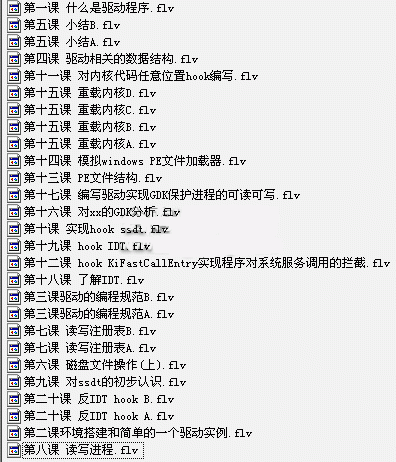 第一课 什么是驱动程序.flv
第五课 小结B.flv
第五课 小结A.flv
第四课 驱动相关的数据结构.flv
第十一课 对内核代码任意位置hook编写.flv
第十五课 重载内核D.flv
第十五课 重载内核C.flv
第十五课 重载内核B.flv
第十五课 重载内核A.flv
第十四课 模拟windows PE文件加载器.flv
第十三课 PE文件结构.flv
第十七课 编写驱动实现GDK保护进程的可读可写.flv
第十六课 对xx的GDK分析.flv
第十课 实现hook ssdt.flv
第十九课 hook IDT.flv
第十二课 hook KiFastCallEntry实现程序对系统服务调用的拦截.flv
第十八课 了解IDT.flv
第三课驱动的编程规范B.flv
第三课驱动的编程规范A.flv
第七课 读写注册表B.flv
第七课 读写注册表A.flv
第六课 磁盘文件操作(上).flv
第九课 对ssdt的初步认识.flv
第二十课 反IDT hook B.flv
第二十课 反IDT hook A.flv
第二课环境搭建和简单的一个驱动实例.flv
第八课 读写进程.flv